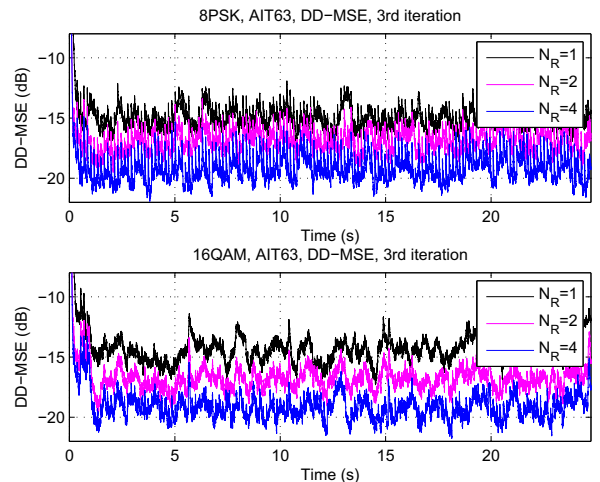 8PSK, AIT63, DD−MSE, 3rd iteration
DD−MSE (dB)
−10
−15
−20
N_R=1
N_R=2
N_R=4
0 5 10 15 20
Time (s)
16QAM, AIT63, DD−MSE, 3rd iteration
DD−MSE (dB)
−10
−15
−20
N_R=1
N_R=2
N_R=4
0 5 10 15 20
Time (s)